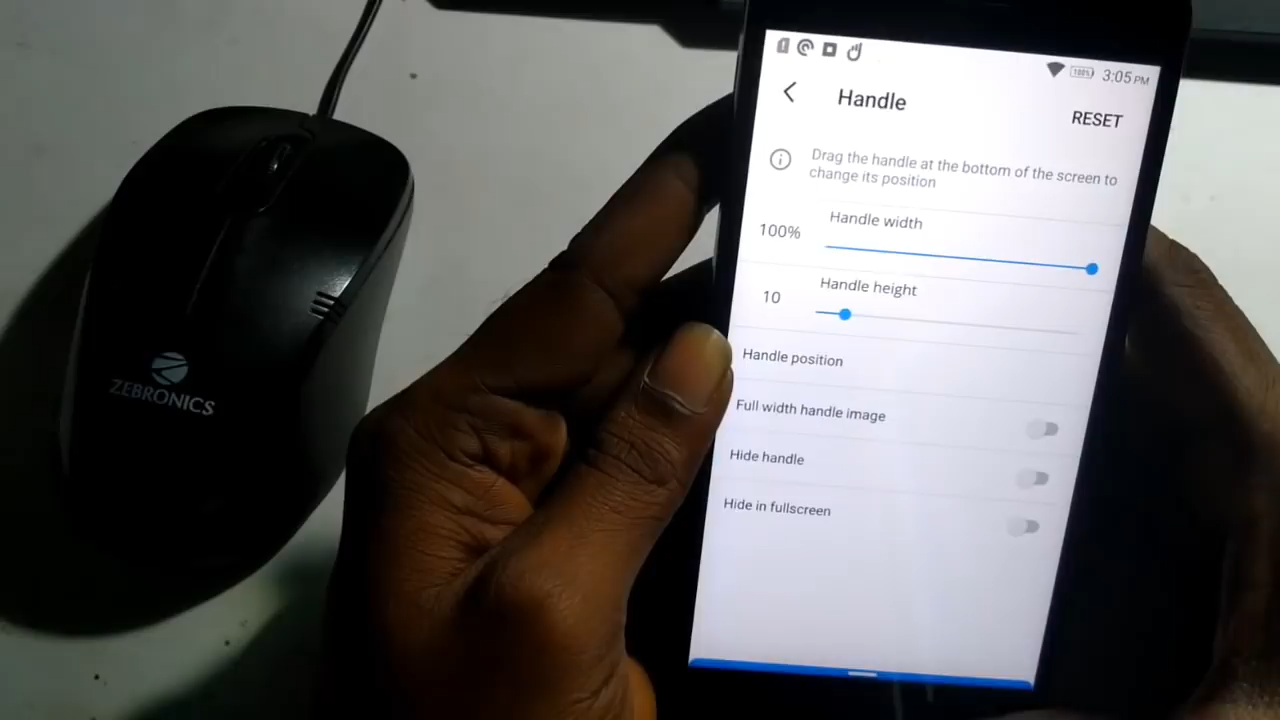 3:05 PM
Handle
RESET
Drag the handle at the bottom of the screen to
change its position
Handle width
100%
Handle height
10
Handle position
Full width handle image
Hide handle
Hide in fullscreen
ZEBRONICS